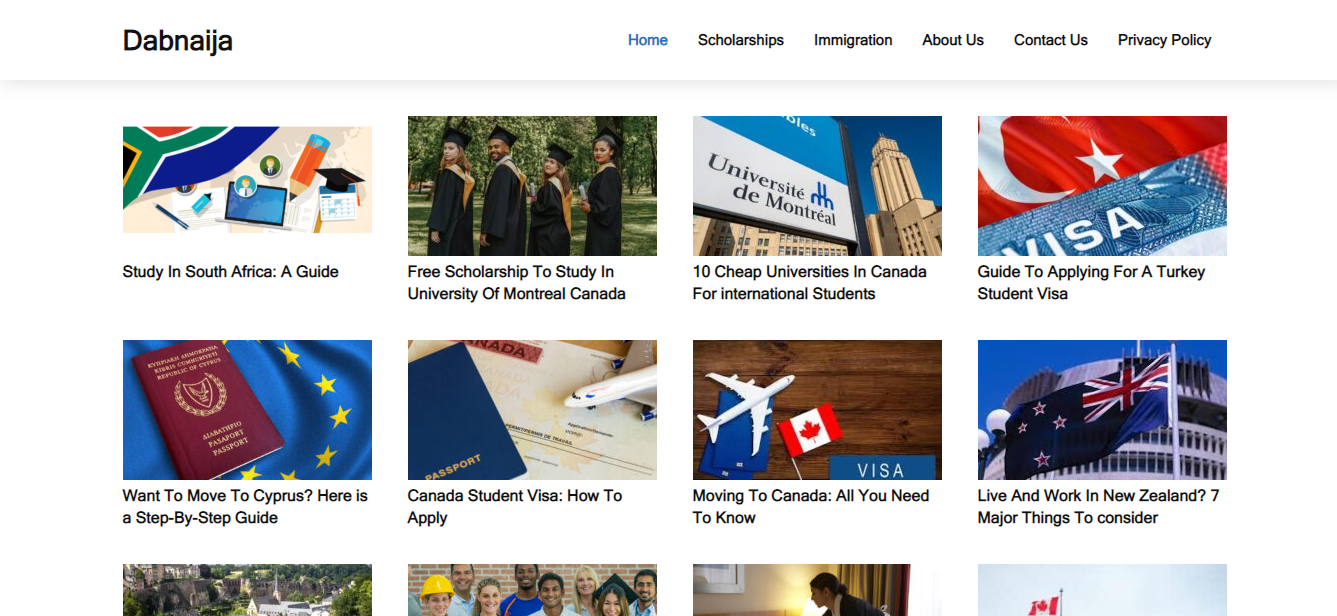 Dabnaija
Home
Scholarships
Immigration
About Us
Contact Us
Privacy Policy
Université
de Montréal
VISA
Study In South Africa: A Guide
Free Scholarship To Study In
University Of Montreal Canada
10 Cheap Universities In Canada
For international Students
Guide To Applying For A Turkey
Student Visa
ΚΥΠΡΙΑΚΗ ΔΗΜΟΚΡΑΤΙΑ
KIBRIS CUMHURİYETİ
REPUBLIC OF CYPRUS
ΔΙΑΒΑΤΗΡΙΟ
PASAPORT
PASSPORT
PASSPORT
VISA
Want To Move To Cyprus? Here is
a Step-By-Step Guide
Canada Student Visa: How To
Apply
Moving To Canada: All You Need
To Know
Live And Work In New Zealand? 7
Major Things To consider